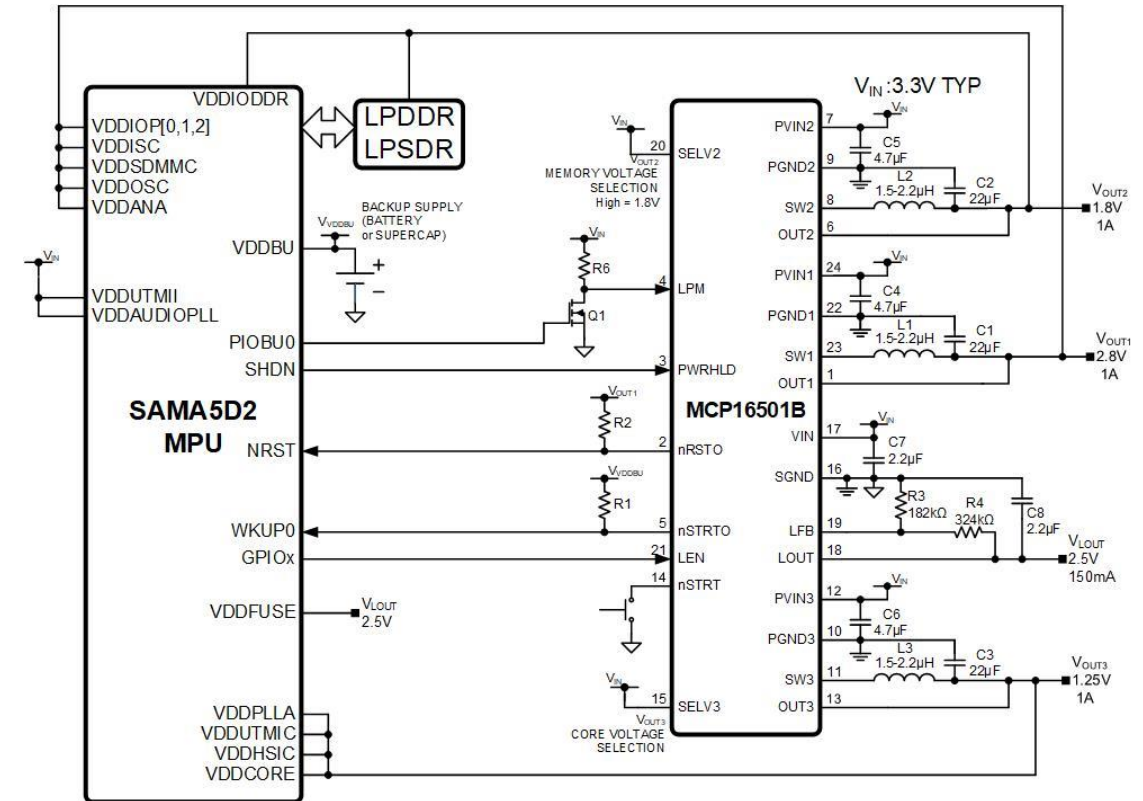 VDDIODDR
VDDIOP[0,1,2]
VDDISC
VDDSDMMC
VDDOSC
VDDANA
VIN
VDDUTMII
VDDAUDIOPLL
VDDBU
PIOBU0
SHDN
SAMA5D2
MPU
NRST
WKUP0
GPIOx
VDDFUSE
VDDPLLA
VDDUTMIC
VDDHSIC
VDDCORE
LPDDR
LPSDR
VVDDBU
BACKUP SUPPLY
(BATTERY
or SUPERCAP)
+
−
VLOUT
2.5V
VIN
VOUT2
MEMORY VOLTAGE
SELECTION
High = 1.8V
VIN
R6
Q1
VOUT1
R2
VVDDBU
R1
VIN
VOUT3
CORE VOLTAGE
SELECTION
20 SELV2
4 LPM
3 PWRHLD
MCP16501B
2 nRSTO
5 nSTRTO
21 LEN
14 nSTRT
15 SELV3
VIN:3.3V TYP
PVIN2 7
VIN
C5
4.7µF
PGND2 9
L2
1.5-2.2µH
C2
22µF
SW2 8
OUT2 6
VOUT2
1.8V
1A
PVIN1 24
VIN
C4
4.7µF
PGND1 22
L1
1.5-2.2µH
C1
22µF
SW1 23
OUT1 1
VOUT1
2.8V
1A
VIN 17
VIN
C7
2.2µF
SGND 16
R3
182kΩ
R4
324kΩ
C8
2.2µF
LFB 19
LOUT 18
VLOUT
2.5V
150mA
PVIN3 12
VIN
C6
4.7µF
PGND3 10
L3
1.5-2.2µH
C3
22µF
SW3 11
OUT3 13
VOUT3
1.25V
1A